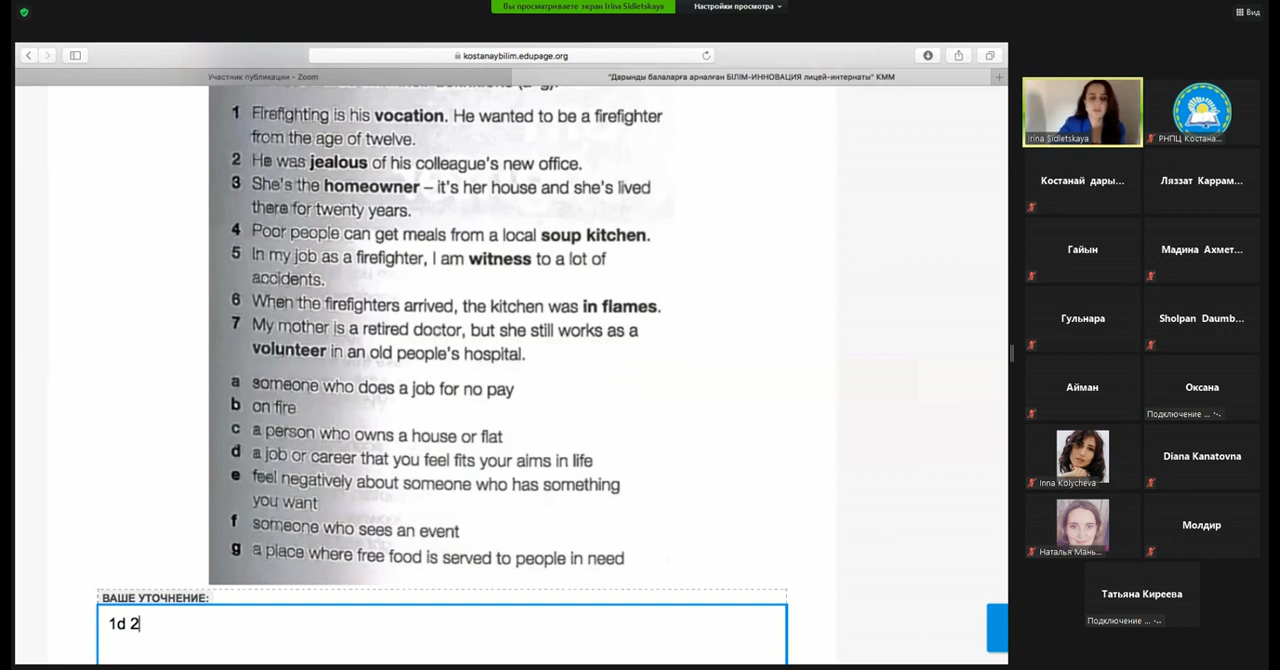 Вы просматриваете экран Irina Sidletskaya
Настройки просмотра
Вид
kostanaybilim.edupage.org
Участник публикации - Zoom
"Дарынды балаларға арналған БІЛІМ-ИННОВАЦИЯ лицей-интернаты" КММ
1 Firefighting is his vocation. He wanted to be a firefighter
from the age of twelve.
2 He was jealous of his colleague's new office.
3 She's the homeowner – it's her house and she's lived
there for twenty years.
4 Poor people can get meals from a local soup kitchen.
5 In my job as a firefighter, I am witness to a lot of
accidents.
6 When the firefighters arrived, the kitchen was in flames.
7 My mother is a retired doctor, but she still works as a
volunteer in an old people's hospital.
a someone who does a job for no pay
b on fire
c a person who owns a house or flat
d a job or career that you feel fits your aims in life
e feel negatively about someone who has something
you want
f someone who sees an event
g a place where free food is served to people in need
ВАШЕ УТОЧНЕНИЕ:
1d 2
Irina Sidletskaya
РНПЦ Костана...
Костанай дары...
Ляззат Каррам...
Гайын
Мадина Ахмет...
Гульнара
Sholpan Daumb...
Айман
Оксана
Подключение ...
Inna Kolycheva
Diana Kanatovna
Наталья Мань...
Молдир
Татьяна Киреева
Подключение ...